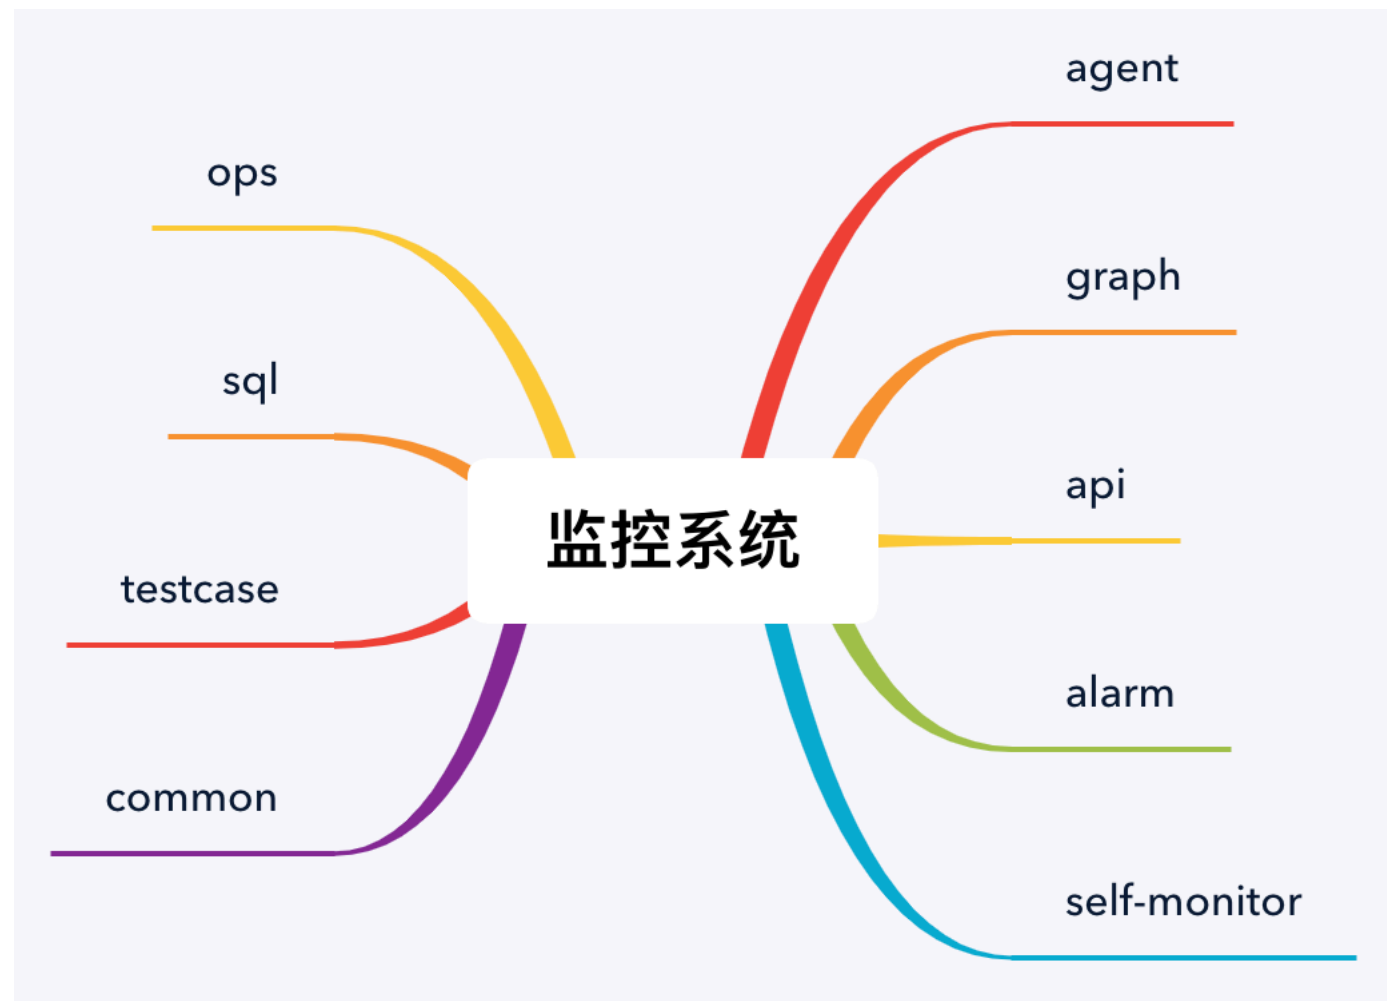 agent
ops
graph
sql
api
监控系统
testcase
alarm
common
self-monitor